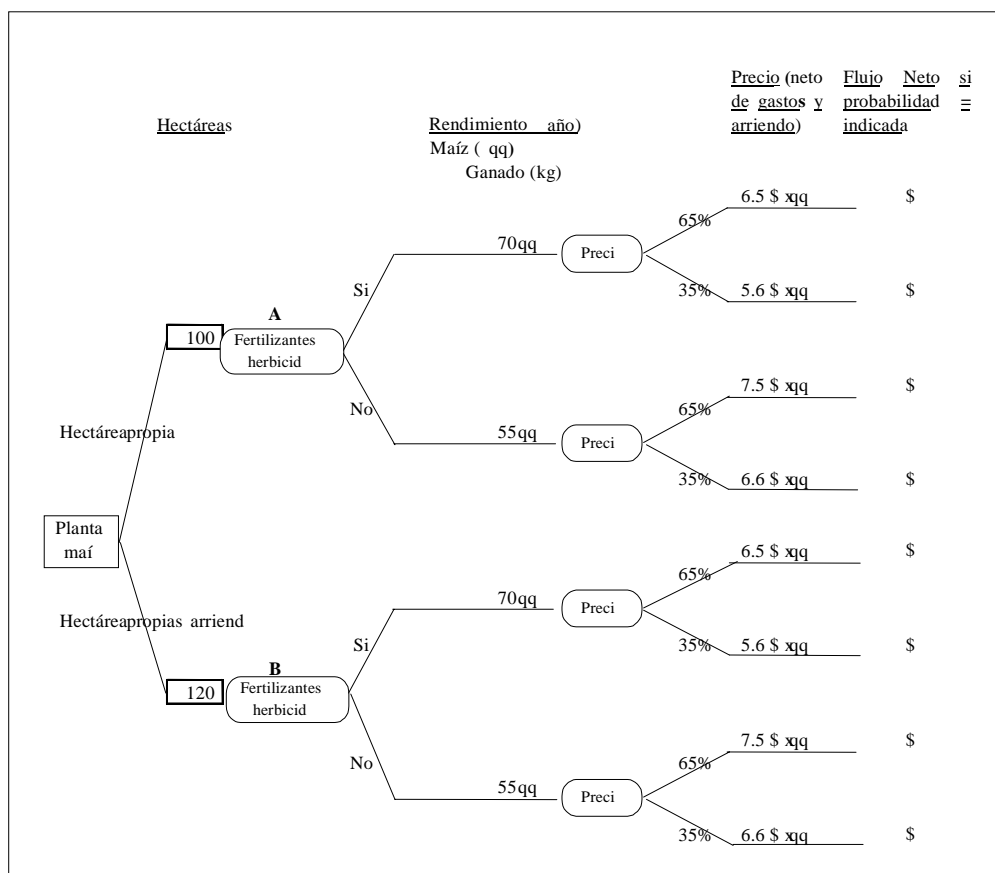 Precio (neto de gastos y arriendo)
Flujo Neto si probabilidad = indicada
Hectáreas
Rendimiento año)
Maíz ( qq)
Ganado (kg)
6.5 $ xqq $
65%
70qq
Preci
Si
35%
5.6 $ xqq $
A
100
Fertilizantes
herbicid
7.5 $ xqq $
No
65%
55qq
Preci
Hectáreapropia
35%
6.6 $ xqq $
Planta
maí
6.5 $ xqq $
65%
70qq
Preci
Hectáreapropias arriend
Si
35%
5.6 $ xqq $
B
120
Fertilizantes
herbicid
7.5 $ xqq $
No
65%
55qq
Preci
35%
6.6 $ xqq $